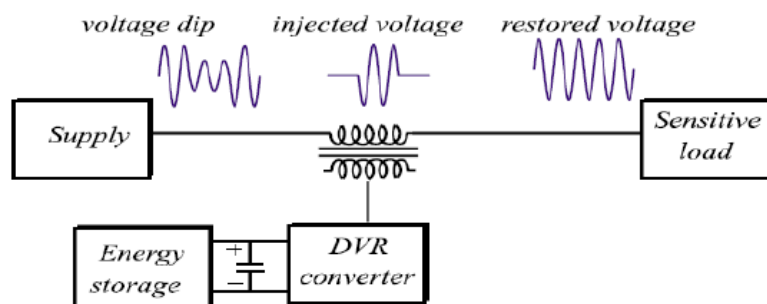 voltage dip
injected voltage
restored voltage
Supply
Sensitive
load
Energy
storage
+
−
DVR
converter